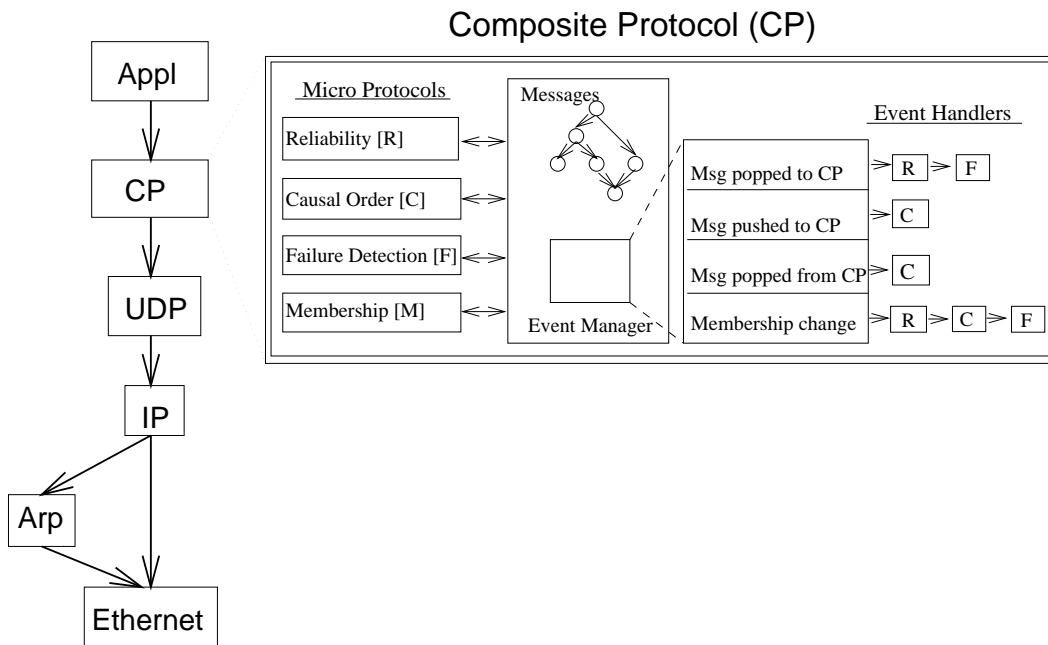 Composite Protocol (CP)
Appl
CP
UDP
IP
Arp
Ethernet
Micro Protocols
Reliability [R]
Causal Order [C]
Failure Detection [F]
Membership [M]
Messages
Event Manager
Event Handlers
Msg popped to CP R F
Msg pushed to CP C
Msg popped from CP C
Membership change R C F